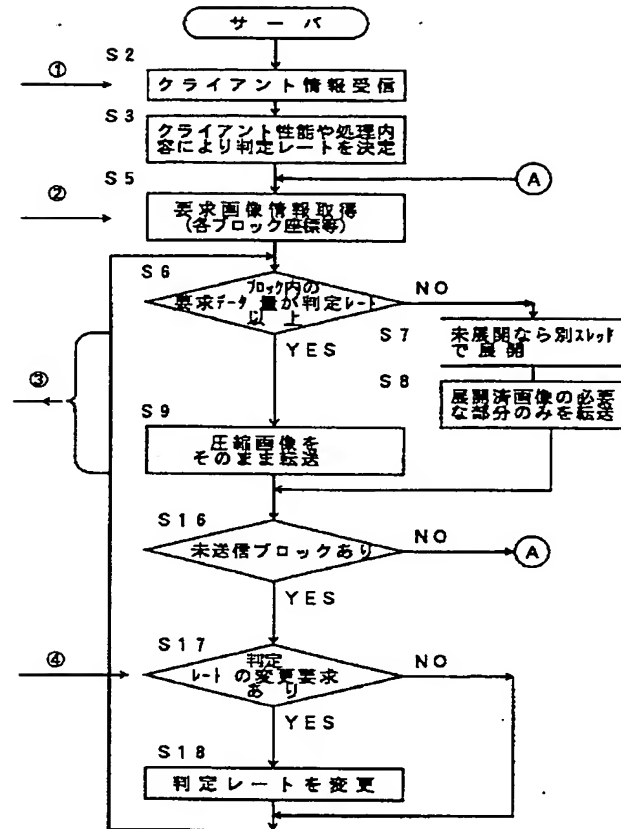 サーバ
S2
①
クライアント情報受信
S3
クライアント性能や処理内
容により判定レートを決定
S5
A
②
要求画像情報取得
(各ブロック座標等)
S6
ブロック内の
要求データ量が判定レート
以上
NO
YES
S7
未展開なら別スレッド
で展開
③
S8
展開済画像の必要
な部分のみを転送
S9
圧縮画像を
そのまま転送
S16
未送信ブロックあり
NO
A
YES
S17
④
判定
レートの変更要求
あり
NO
YES
S18
判定レートを変更